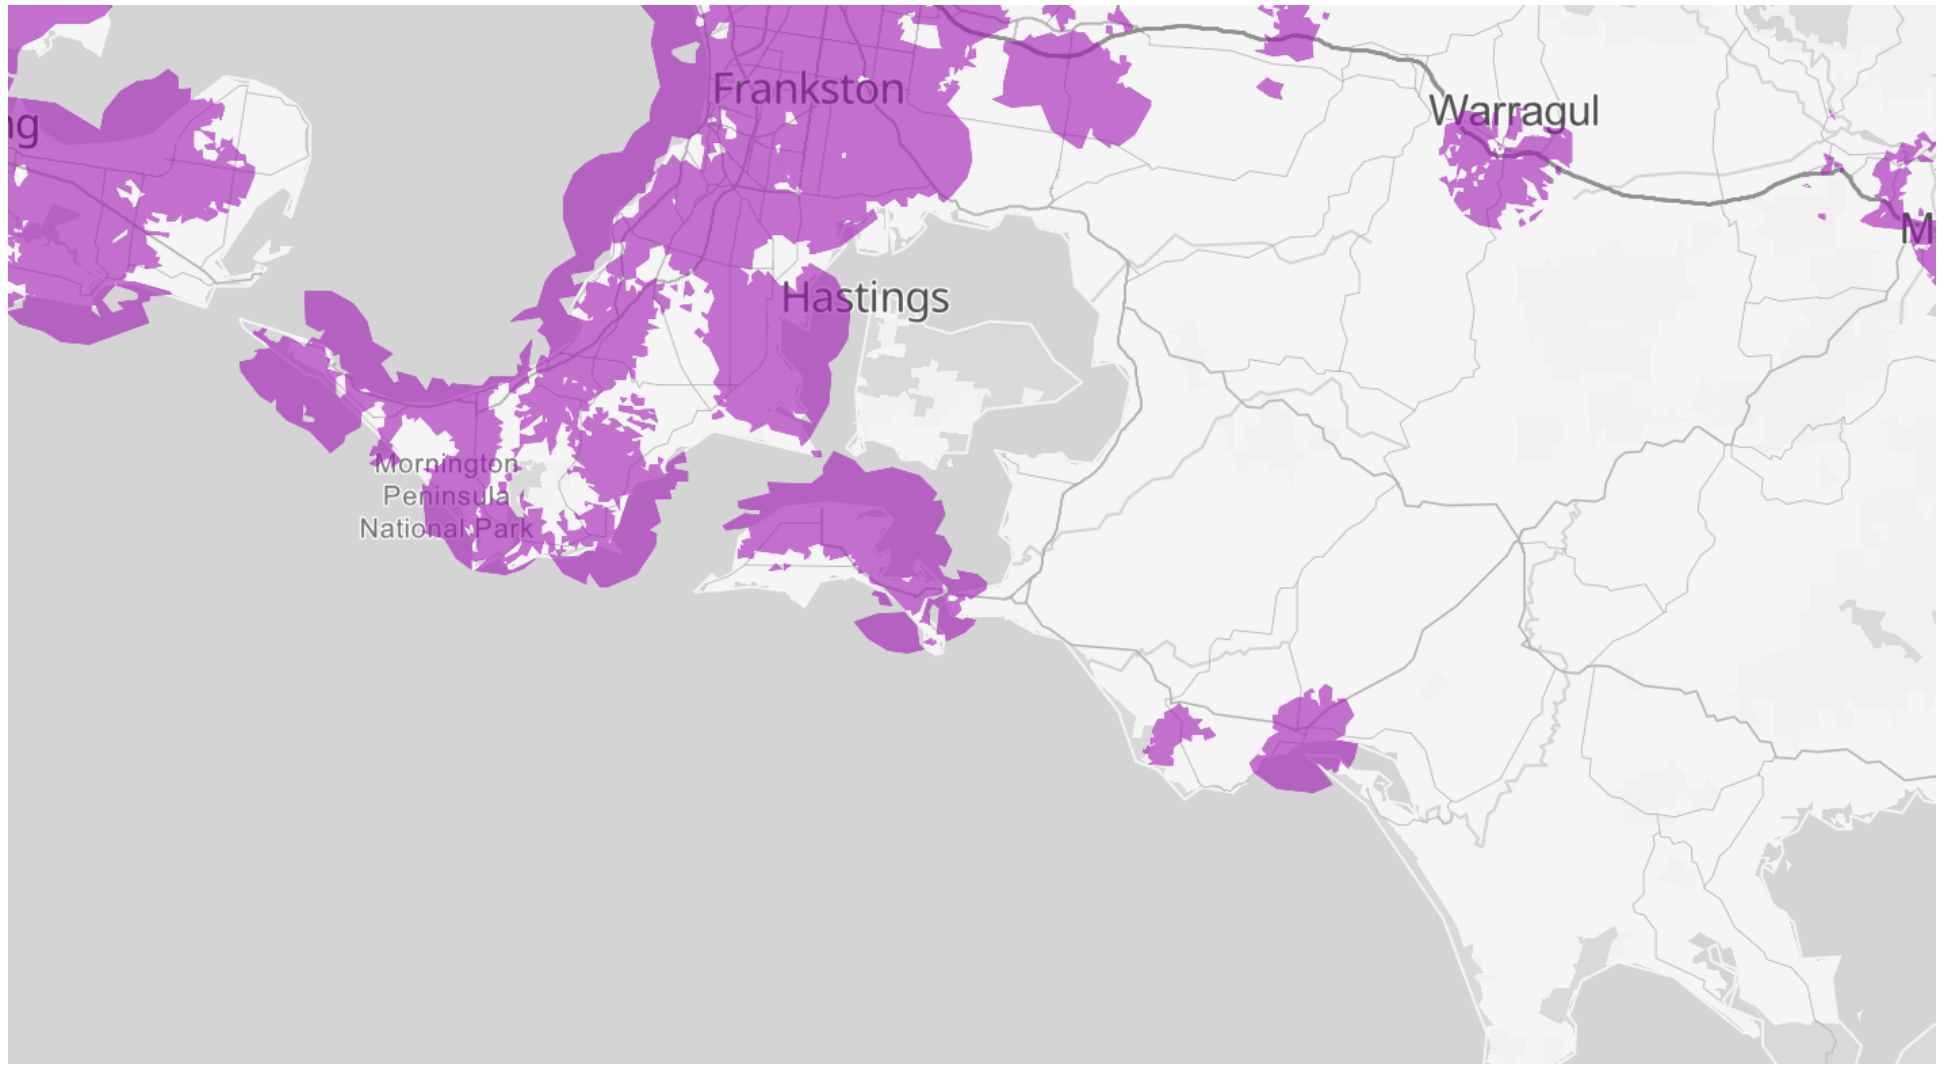 Frankston
Warragul
ng
M
Hastings
Mornington
Peninsula
National Park